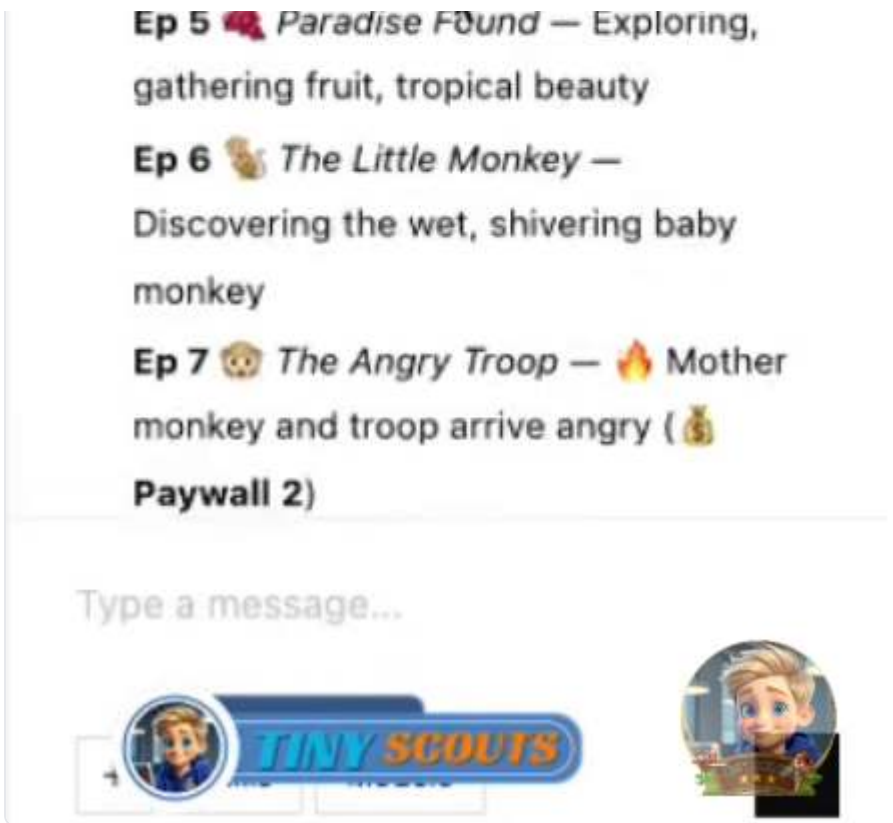 Ep 5 🍇 Paradise Found — Exploring,
gathering fruit, tropical beauty
Ep 6 🐒 The Little Monkey —
Discovering the wet, shivering baby
monkey
Ep 7 🐵 The Angry Troop — 🔥 Mother
monkey and troop arrive angry (💰
Paywall 2)
Type a message...
TINY SCOUTS